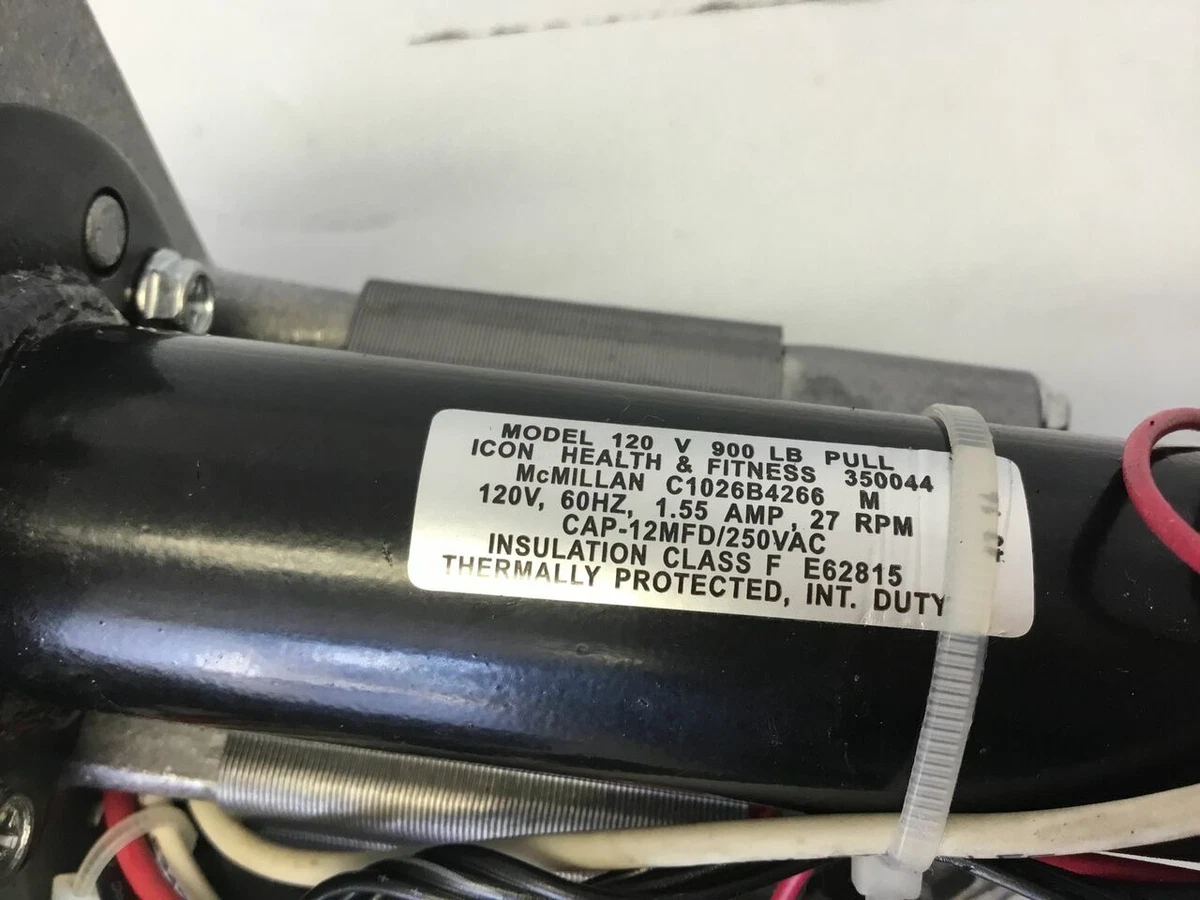 MODEL 120 V 900 LB PULL
ICON HEALTH & FITNESS 350044
McMILLAN C1026B4266 M
120V, 60HZ, 1.55 AMP, 27 RPM
CAP-12MFD/250VAC
INSULATION CLASS F E62815
THERMALLY PROTECTED, INT. DUTY